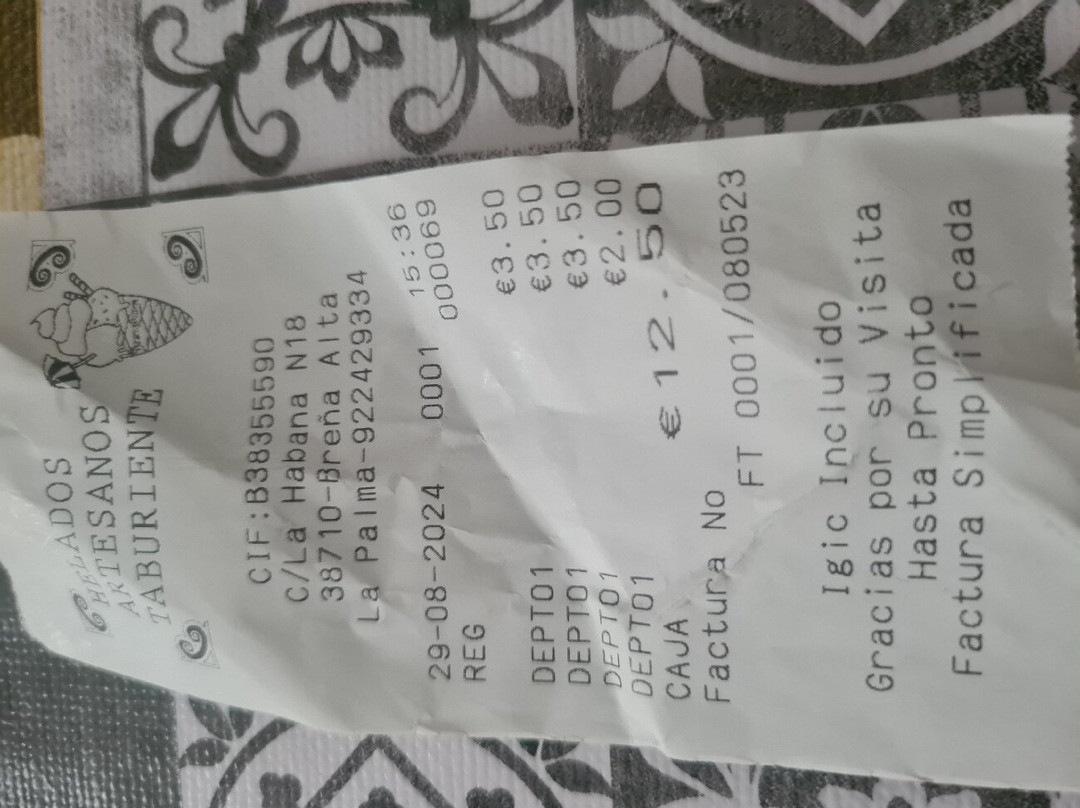 HELADOS
ARTESANOS
TABURIENTE
CIF:B38355590
C/La Habana N18
38710-Breña Alta
La Palma-922429334
29-08-2024 0001 15:36
REG 000069
DEPT01 €3.50
DEPT01 €3.50
DEPT01 €3.50
DEPT01 €2.00
CAJA €12.50
Factura No
FT 0001/080523
Igic Incluido
Gracias por su Visita
Hasta Pronto
Factura Simplificada